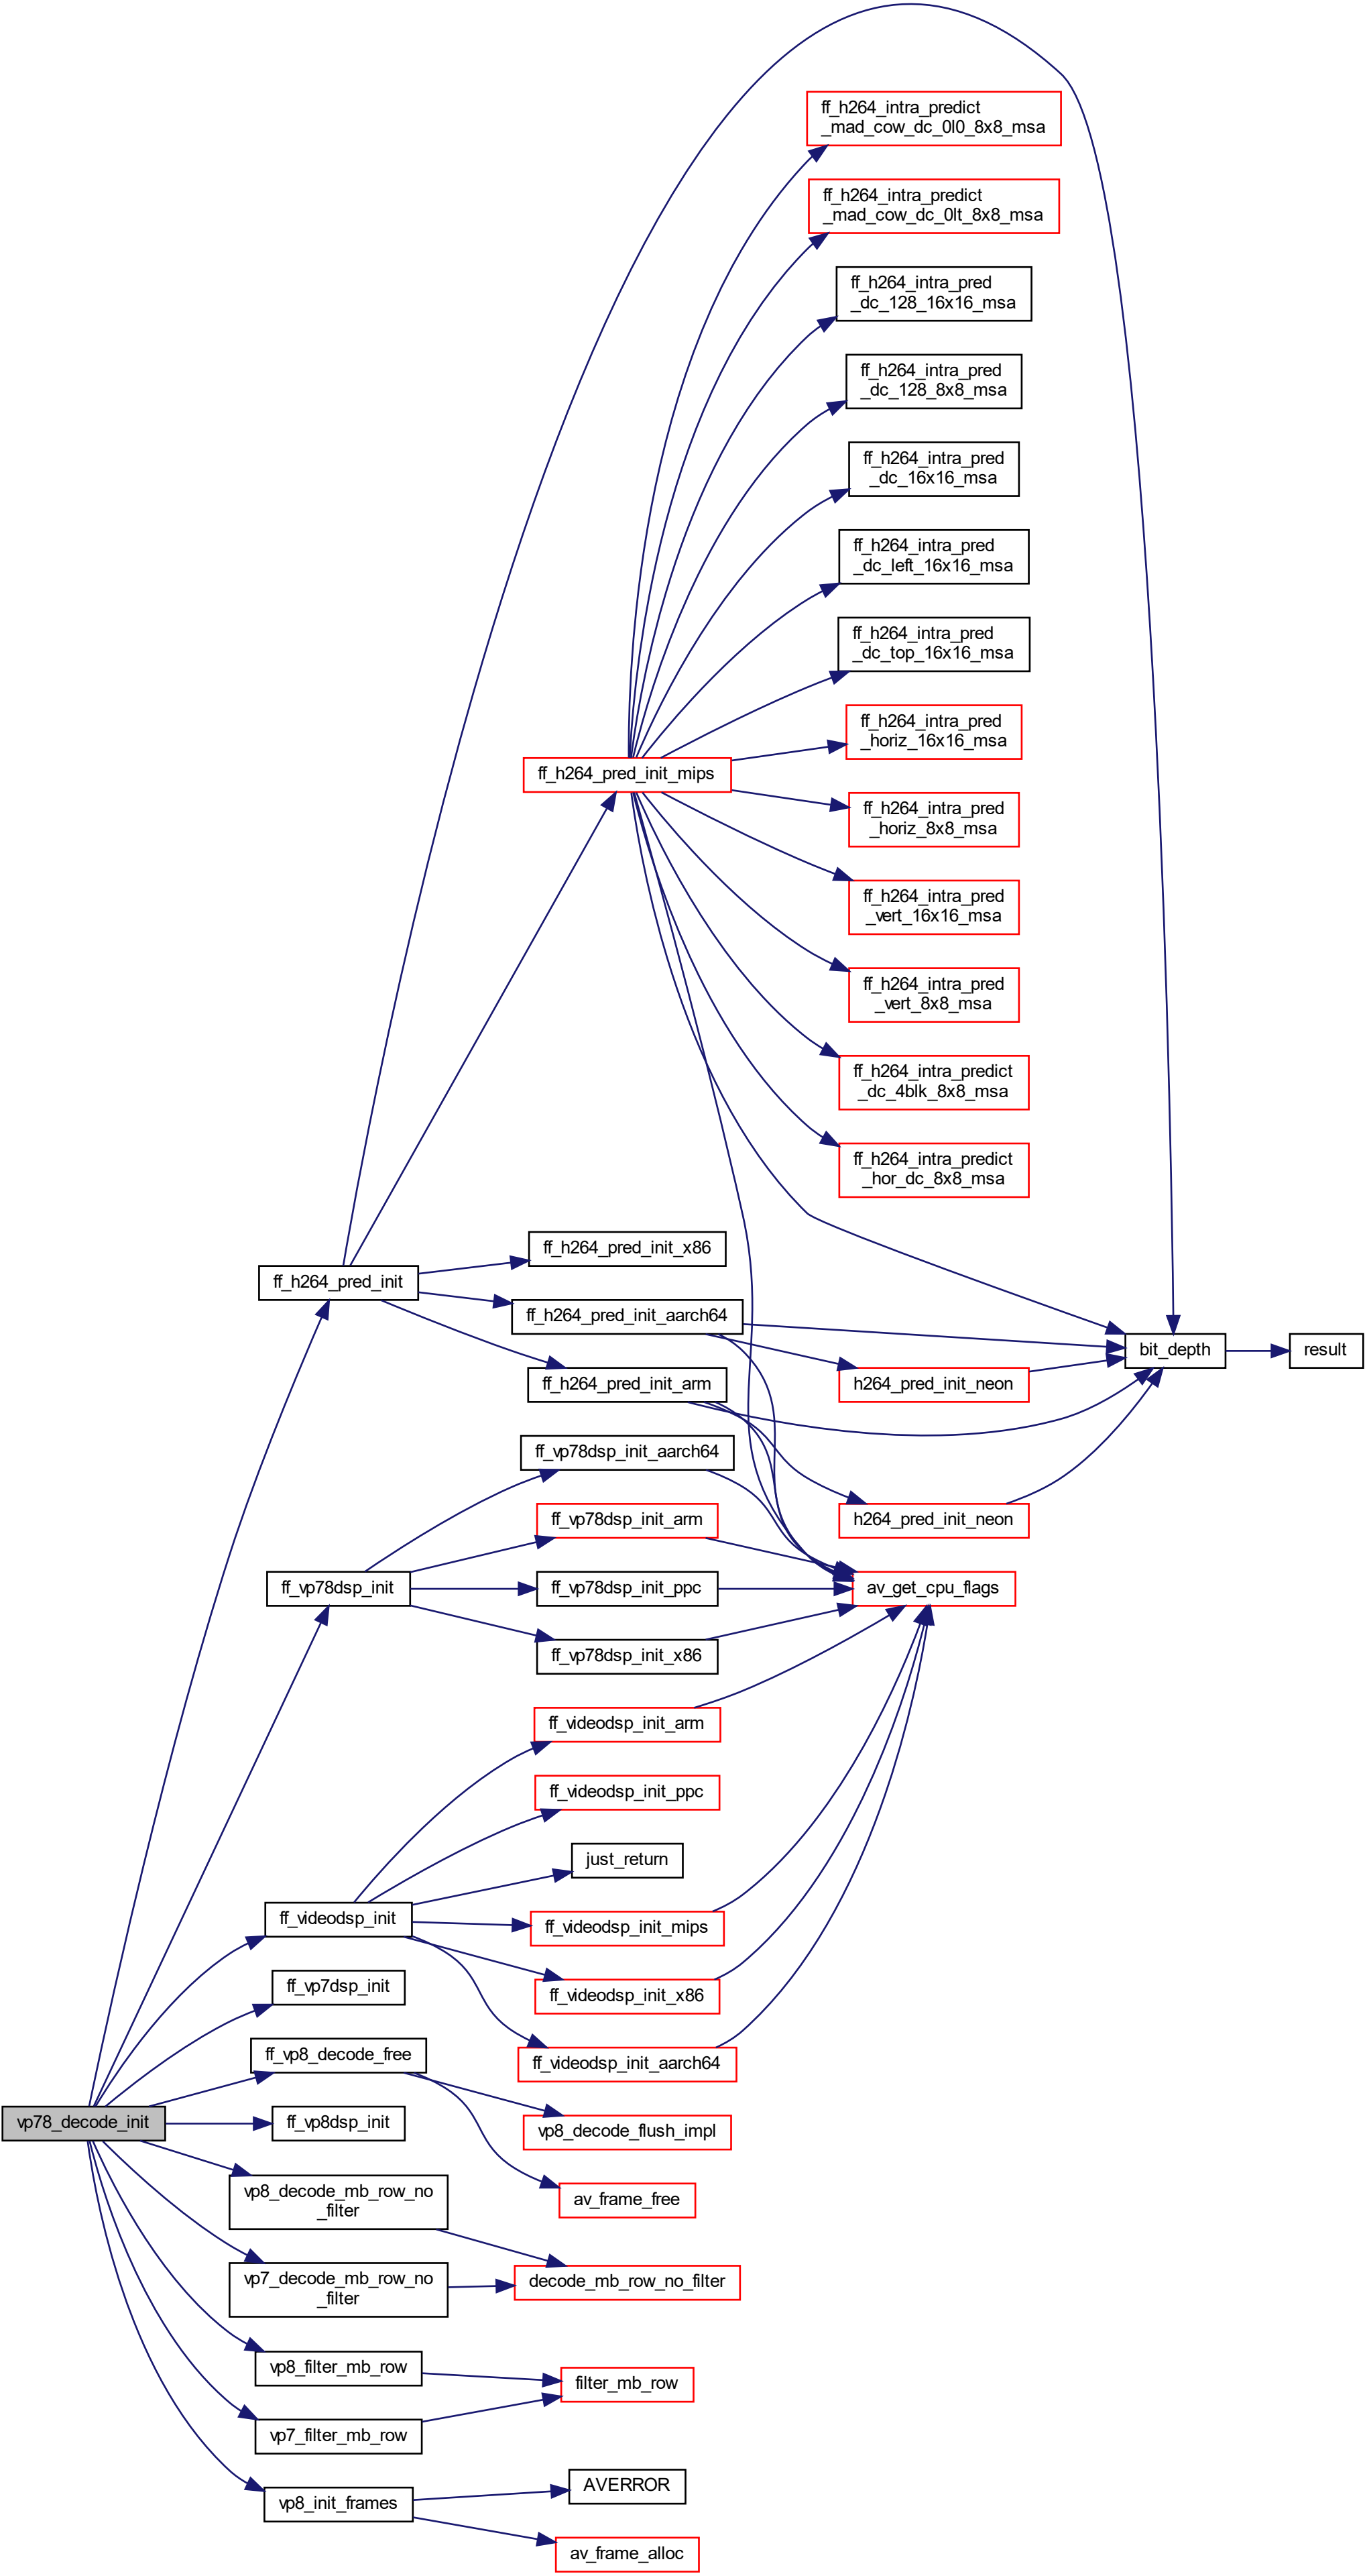 ff_h264_intra_predict
_mad_cow_dc_0l0_8x8_msa
ff_h264_intra_predict
_mad_cow_dc_0lt_8x8_msa
ff_h264_intra_pred
_dc_128_16x16_msa
ff_h264_intra_pred
_dc_128_8x8_msa
ff_h264_intra_pred
_dc_16x16_msa
ff_h264_intra_pred
_dc_left_16x16_msa
ff_h264_intra_pred
_dc_top_16x16_msa
ff_h264_intra_pred
_horiz_16x16_msa
ff_h264_pred_init_mips
ff_h264_intra_pred
_horiz_8x8_msa
ff_h264_intra_pred
_vert_16x16_msa
ff_h264_intra_pred
_vert_8x8_msa
ff_h264_intra_predict
_dc_4blk_8x8_msa
ff_h264_intra_predict
_hor_dc_8x8_msa
ff_h264_pred_init_x86
ff_h264_pred_init
ff_h264_pred_init_aarch64
bit_depth
result
ff_h264_pred_init_arm
h264_pred_init_neon
ff_vp78dsp_init_aarch64
ff_vp78dsp_init_arm
h264_pred_init_neon
ff_vp78dsp_init
ff_vp78dsp_init_ppc
av_get_cpu_flags
ff_vp78dsp_init_x86
ff_videodsp_init_arm
ff_videodsp_init_ppc
just_return
ff_videodsp_init
ff_videodsp_init_mips
ff_vp7dsp_init
ff_videodsp_init_x86
ff_vp8_decode_free
ff_videodsp_init_aarch64
vp78_decode_init
ff_vp8dsp_init
vp8_decode_flush_impl
vp8_decode_mb_row_no
_filter
av_frame_free
vp7_decode_mb_row_no
_filter
decode_mb_row_no_filter
vp8_filter_mb_row
filter_mb_row
vp7_filter_mb_row
vp8_init_frames
AVERROR
av_frame_alloc